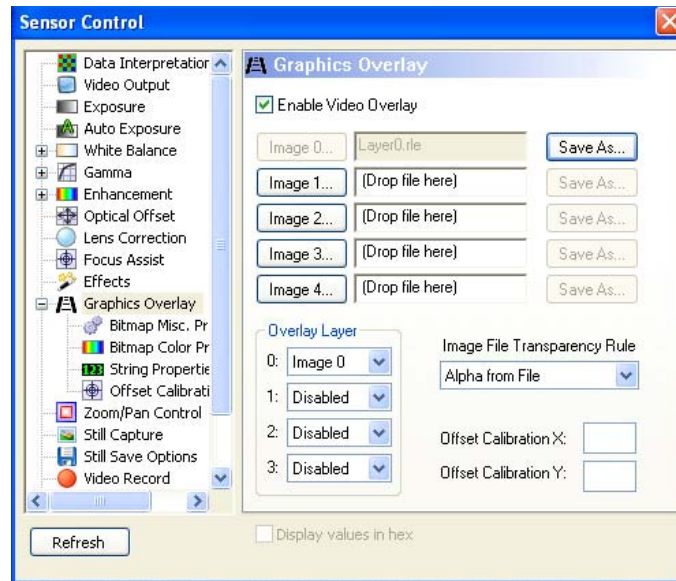 Sensor Control
Data Interpretation
Video Output
Exposure
Auto Exposure
White Balance
Gamma
Enhancement
Optical Offset
Lens Correction
Focus Assist
Effects
Graphics Overlay
Bitmap Misc. Pr
Bitmap Color Pr
123
String Propertie
Offset Calibrati
Zoom/Pan Control
Still Capture
Still Save Options
Video Record
Refresh
Graphics Overlay
Enable Video Overlay
Image 0... Layer0.rle Save As...
Image 1... (Drop file here) Save As...
Image 2... (Drop file here) Save As...
Image 3... (Drop file here) Save As...
Image 4... (Drop file here) Save As...
Overlay Layer
0: Image 0
1: Disabled
2: Disabled
3: Disabled
Image File Transparency Rule
Alpha from File
Offset Calibration X:
Offset Calibration Y:
Display values in hex